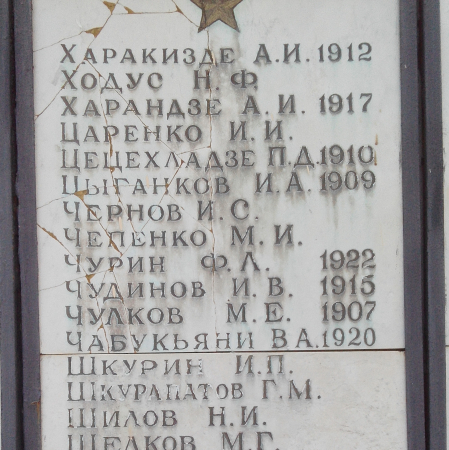 ХАРАКИЗДЕ А.И. 1912
ХОДУС Н.Ф.
ХАРАНДЗЕ А.И. 1917
ЦАРЕНКО И.И.
ЦЕЦЕХЛАДЗЕ П.Д. 1910
ЦЫГАНКОВ И.А. 1909
ЧЕРНОВ И.С.
ЧЕПЕНКО М.И.
ЧУРИН Ф.Л. 1922
ЧУДИНОВ И.В. 1915
ЧУЛКОВ М.Е. 1907
ЧАБУКЬЯНИ В А. 1920
ШКУРИН И.П.
ШКУРАПАТОВ Г.М.
ШИЛОВ Н.И.
ЩЕЛКОВ М.Г.